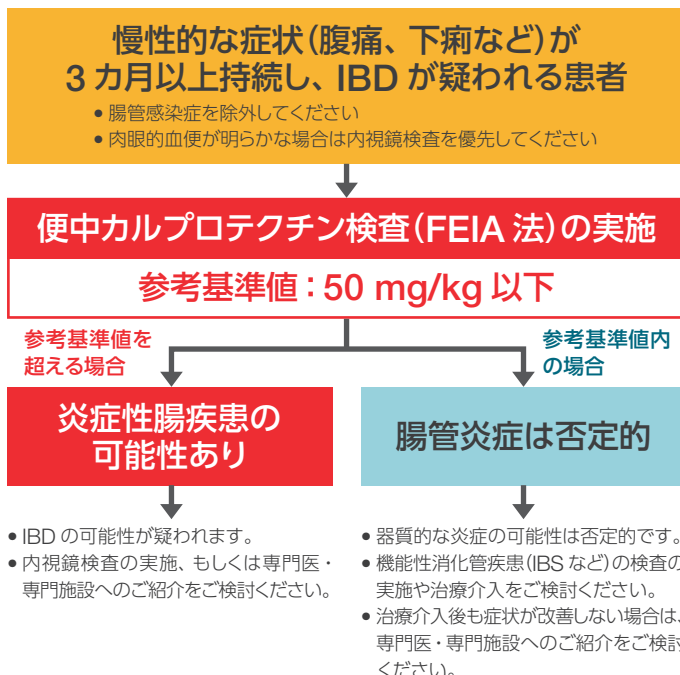 慢性的な症状(腹痛、下痢など)が
3 カ月以上持続し、IBD が疑われる患者
• 腸管感染症を除外してください
• 肉眼的血便が明らかな場合は内視鏡検査を優先してください
便中カルプロテクチン検査(FEIA 法)の実施
参考基準値：50 mg/kg 以下
参考基準値を
超える場合
参考基準値内
の場合
炎症性腸疾患の
可能性あり
腸管炎症は否定的
• IBD の可能性が疑われます。
• 内視鏡検査の実施、もしくは専門医・
専門施設へのご紹介をご検討ください。
• 器質的な炎症の可能性は否定的です。
• 機能性消化管疾患(IBS など)の検査の
実施や治療介入をご検討ください。
• 治療介入後も症状が改善しない場合は、
専門医・専門施設へのご紹介をご検討
ください。